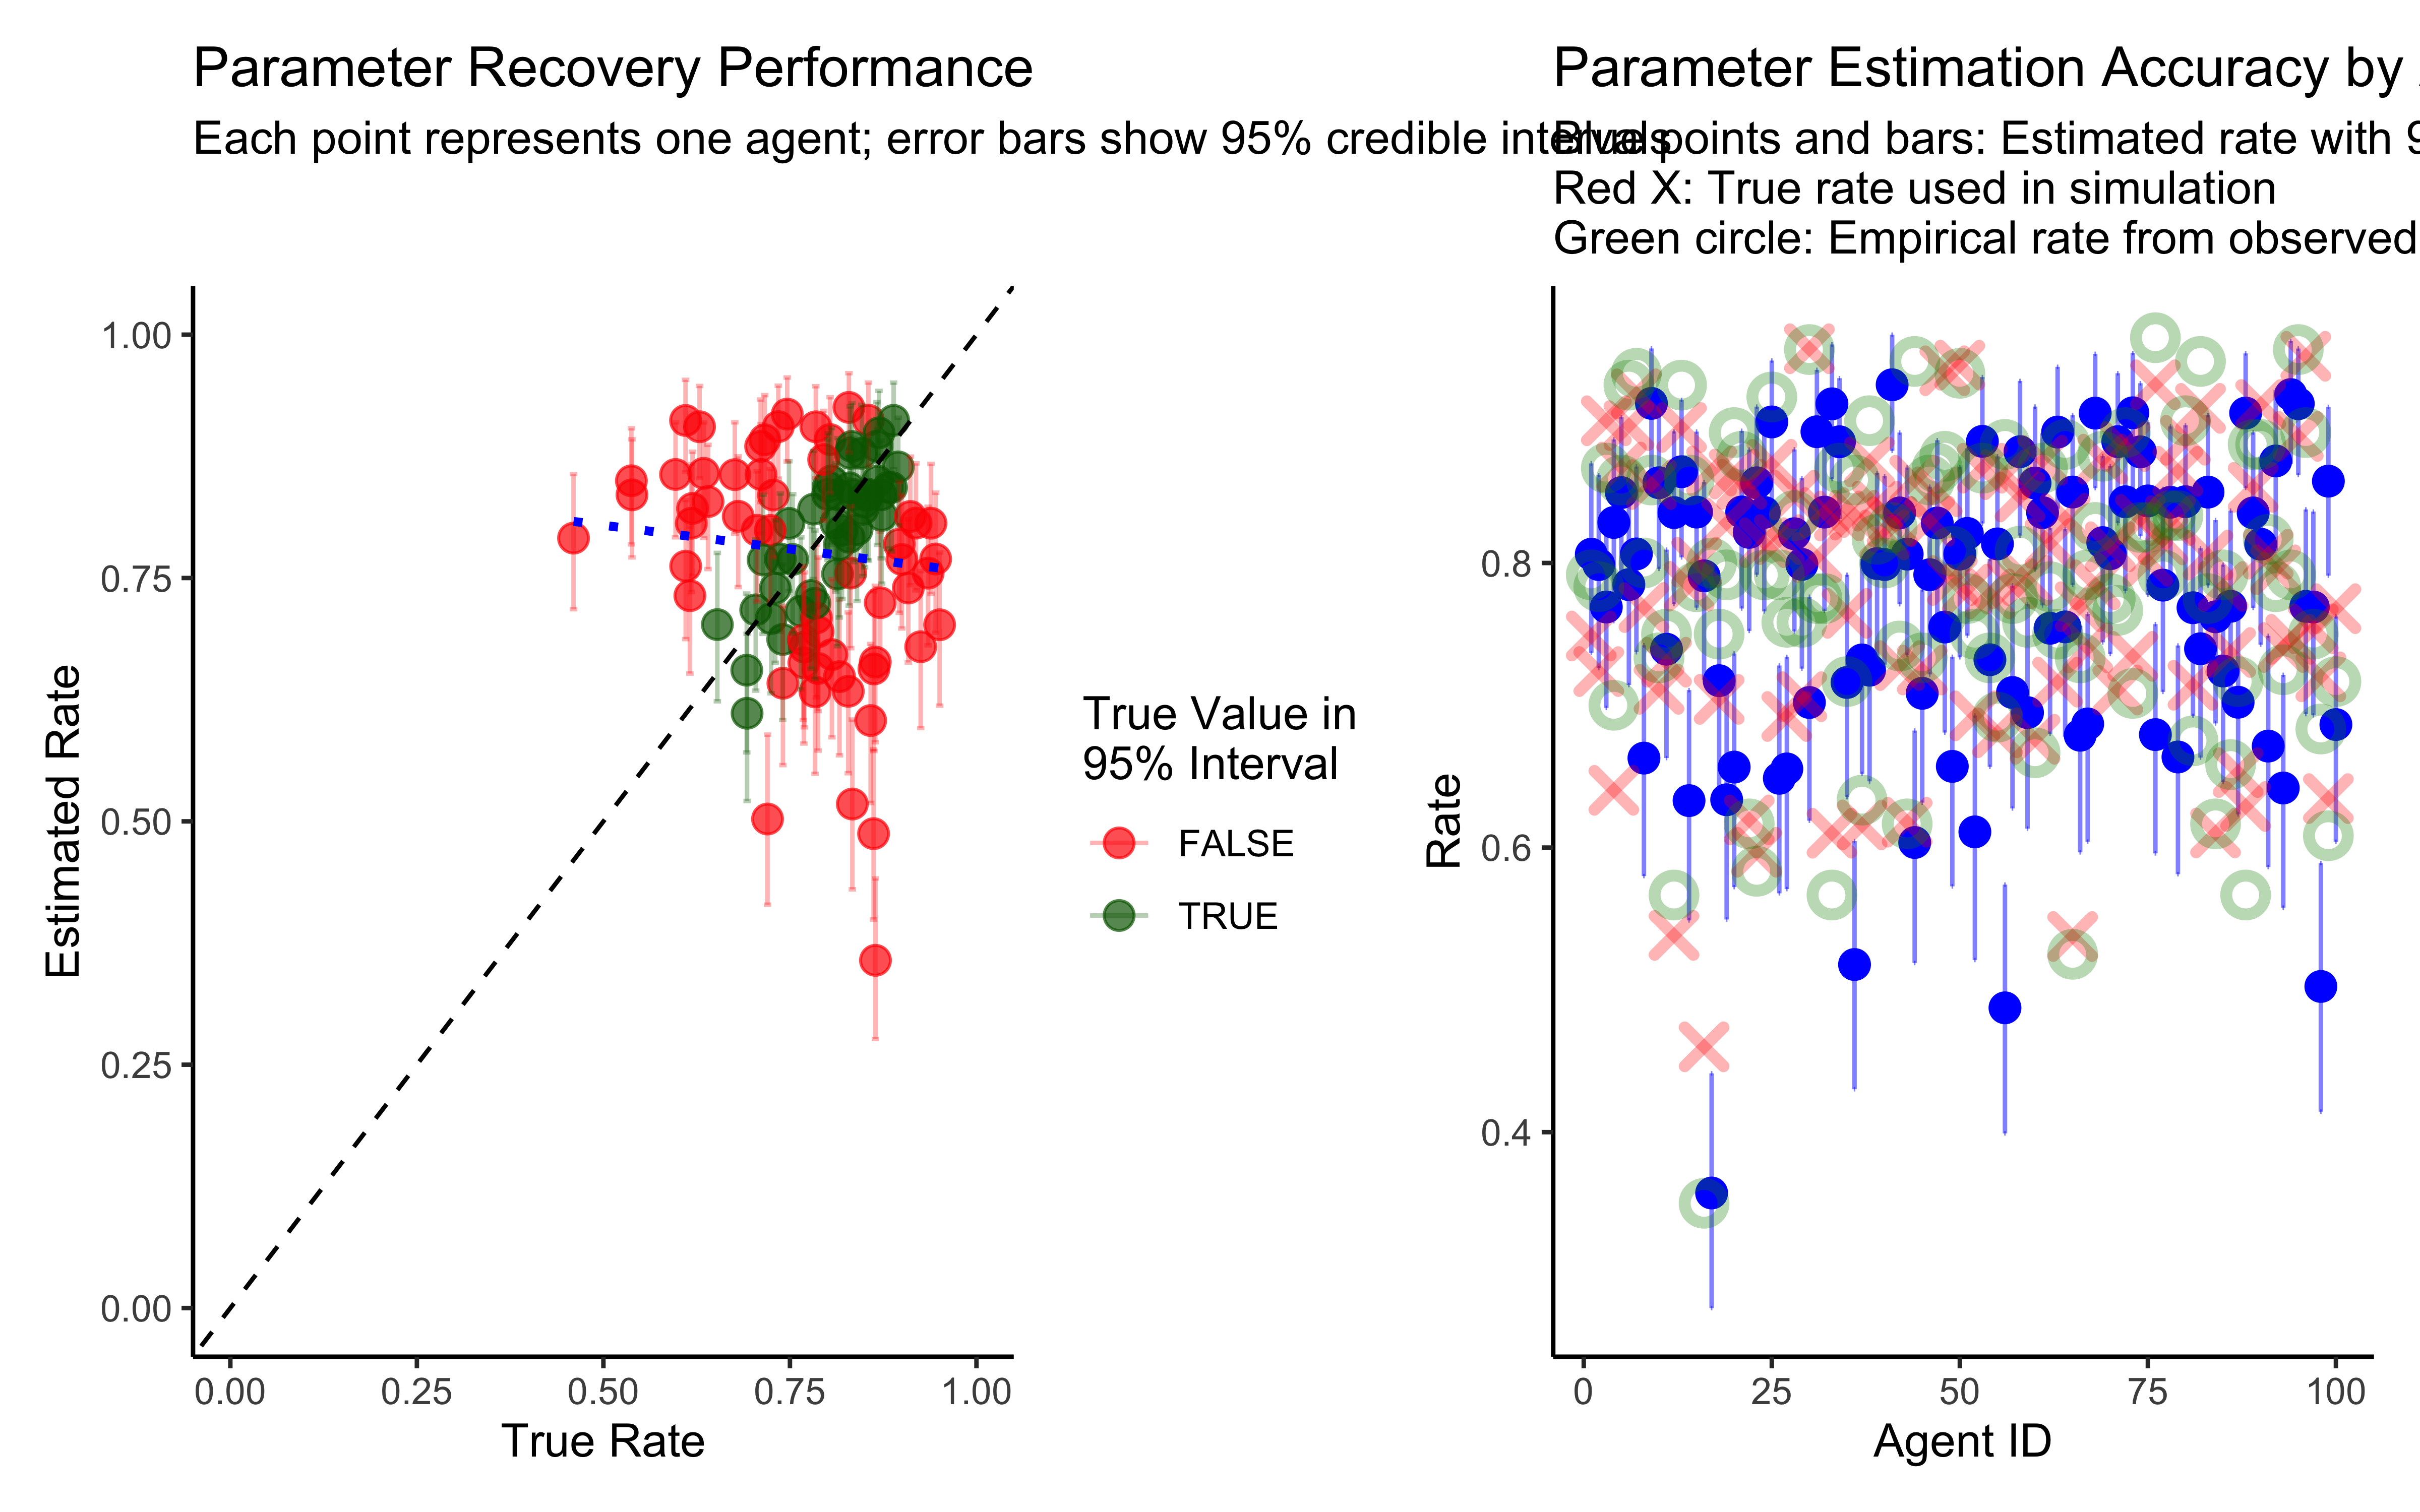 Parameter Recovery Performance
Each point represents one agent; error bars show 95% credible intervals
1.00
0.75
0.50
0.25
0.00
Estimated Rate
0.00 0.25 0.50 0.75 1.00
True Rate
True Value in
95% Interval
FALSE
TRUE
Parameter Estimation Accuracy by
Blue points and bars: Estimated rate with 9
Red X: True rate used in simulation
Green circle: Empirical rate from observed
0.8
0.6
0.4
Rate
0 25 50 75 100
Agent ID